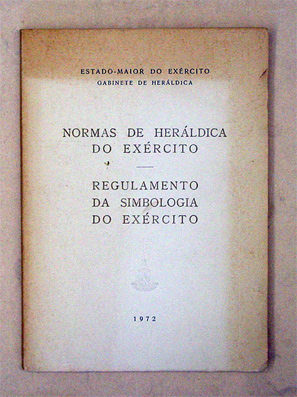 ESTADO-MAIOR DO EXÉRCITO
GABINETE DE HERÁLDICA
NORMAS DE HERÁLDICA
DO EXÉRCITO
REGULAMENTO
DA SIMBOLOGIA
DO EXÉRCITO
1972